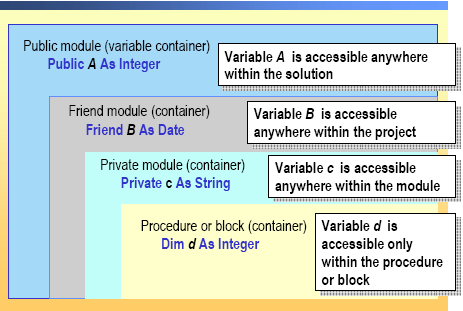 Public module (variable container)
Public A As Integer
Variable A is accessible anywhere
within the solution
Friend module (container)
Friend B As Date
Variable B is accessible
anywhere within the project
Private module (container)
Private c As String
Variable c is accessible
anywhere within the module
Procedure or block (container)
Dim d As Integer
Variable d is
accessible only
within the procedure
or block